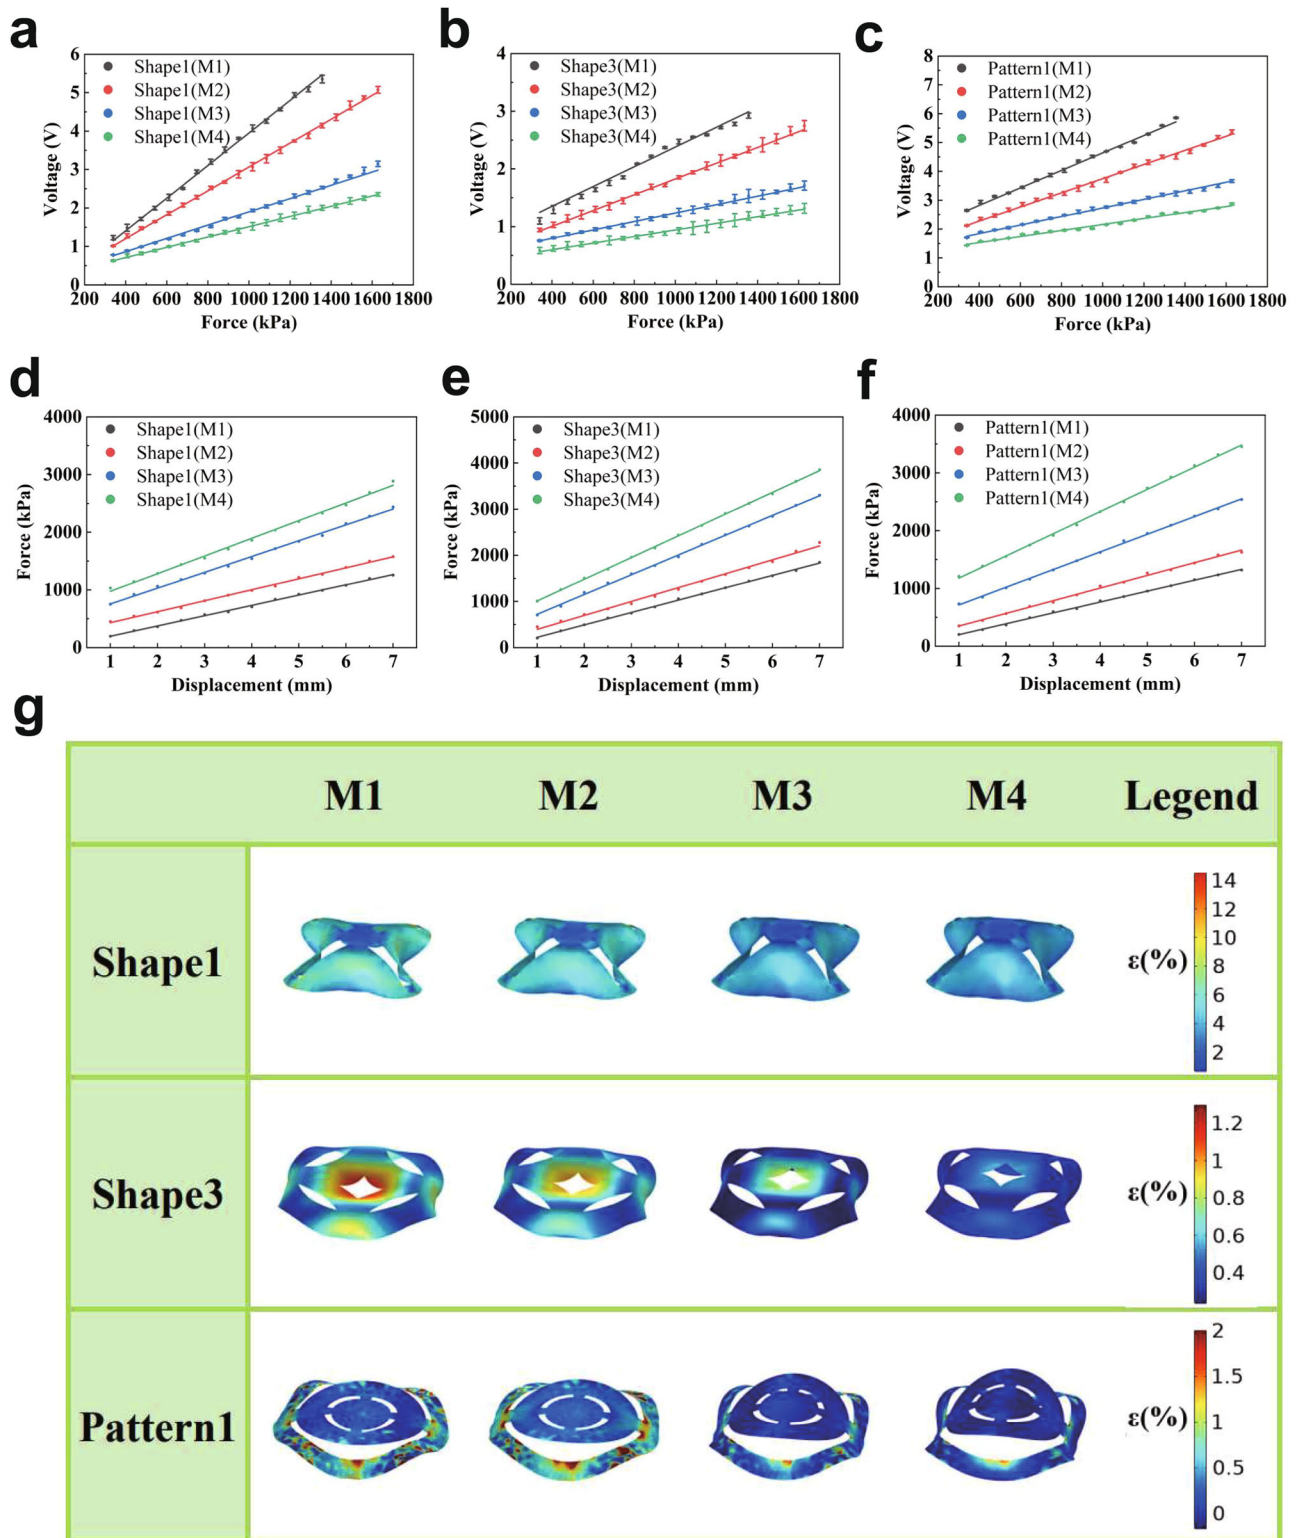 a
6
5
4
3
2
1
0
Voltage (V)
Shape1(M1)
Shape1(M2)
Shape1(M3)
Shape1(M4)
200 400 600 800 1000 1200 1400 1600 1800
Force (kPa)
b
4
3
2
1
0
Voltage (V)
Shape3(M1)
Shape3(M2)
Shape3(M3)
Shape3(M4)
200 400 600 800 1000 1200 1400 1600 1800
Force (kPa)
c
8
7
6
5
4
3
2
1
0
Voltage (V)
Pattern1(M1)
Pattern1(M2)
Pattern1(M3)
Pattern1(M4)
200 400 600 800 1000 1200 1400 1600 1800
Force (kPa)
d
4000
3000
2000
1000
0
Force (kPa)
Shape1(M1)
Shape1(M2)
Shape1(M3)
Shape1(M4)
1 2 3 4 5 6 7
Displacement (mm)
e
5000
4000
3000
2000
1000
0
Force (kPa)
Shape3(M1)
Shape3(M2)
Shape3(M3)
Shape3(M4)
1 2 3 4 5 6 7
Displacement (mm)
f
4000
3000
2000
1000
0
Force (kPa)
Pattern1(M1)
Pattern1(M2)
Pattern1(M3)
Pattern1(M4)
1 2 3 4 5 6 7
Displacement (mm)
g
M1 M2 M3 M4 Legend
Shape1
ε(%)
14
12
10
8
6
4
2
Shape3
ε(%)
1.2
1
0.8
0.6
0.4
Pattern1
ε(%)
2
1.5
1
0.5
0